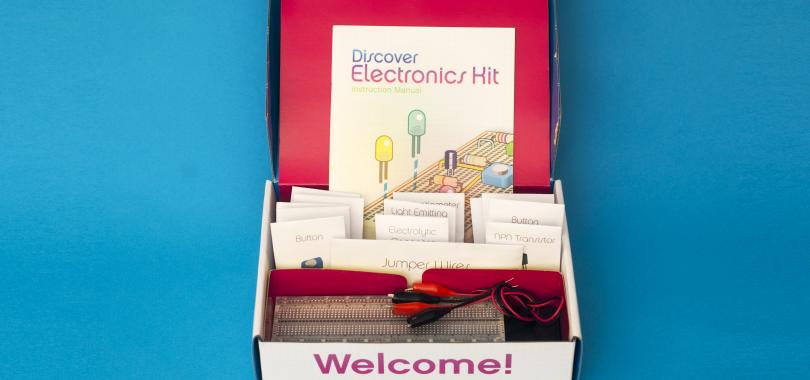 Discover
Electronics Kit
Instruction Manual
Light Emitting
Button
Button
Electrolytic
NPN Transistor
Jumper Wires
Welcome!